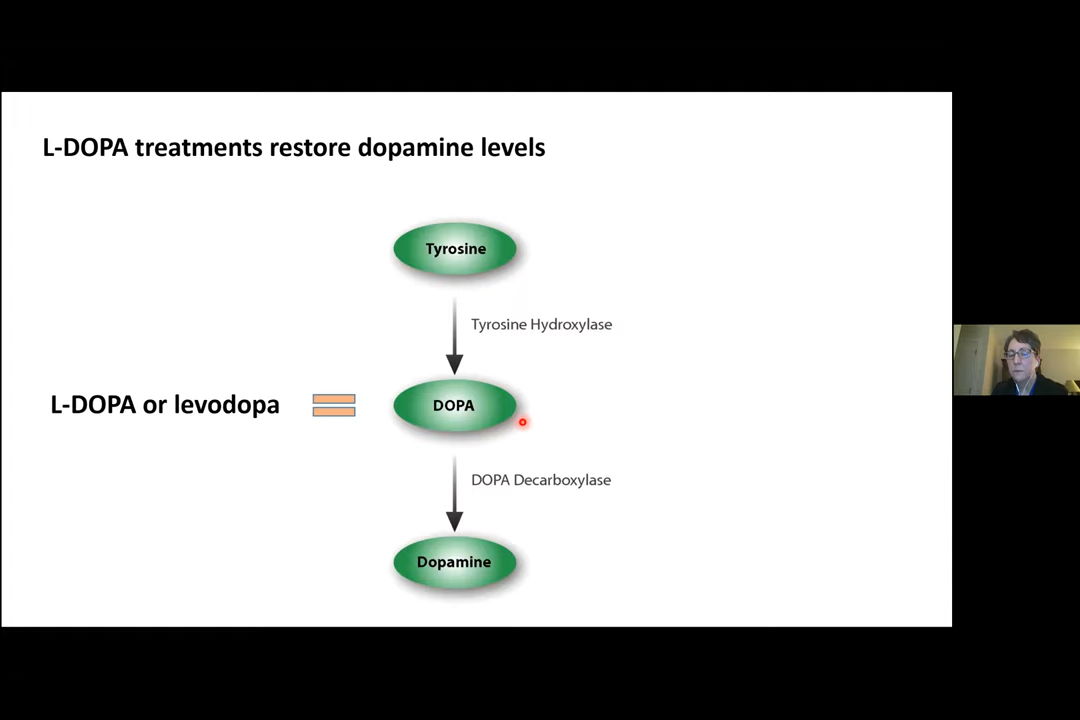 L-DOPA treatments restore dopamine levels
Tyrosine
Tyrosine Hydroxylase
L-DOPA or levodopa
DOPA
DOPA Decarboxylase
Dopamine